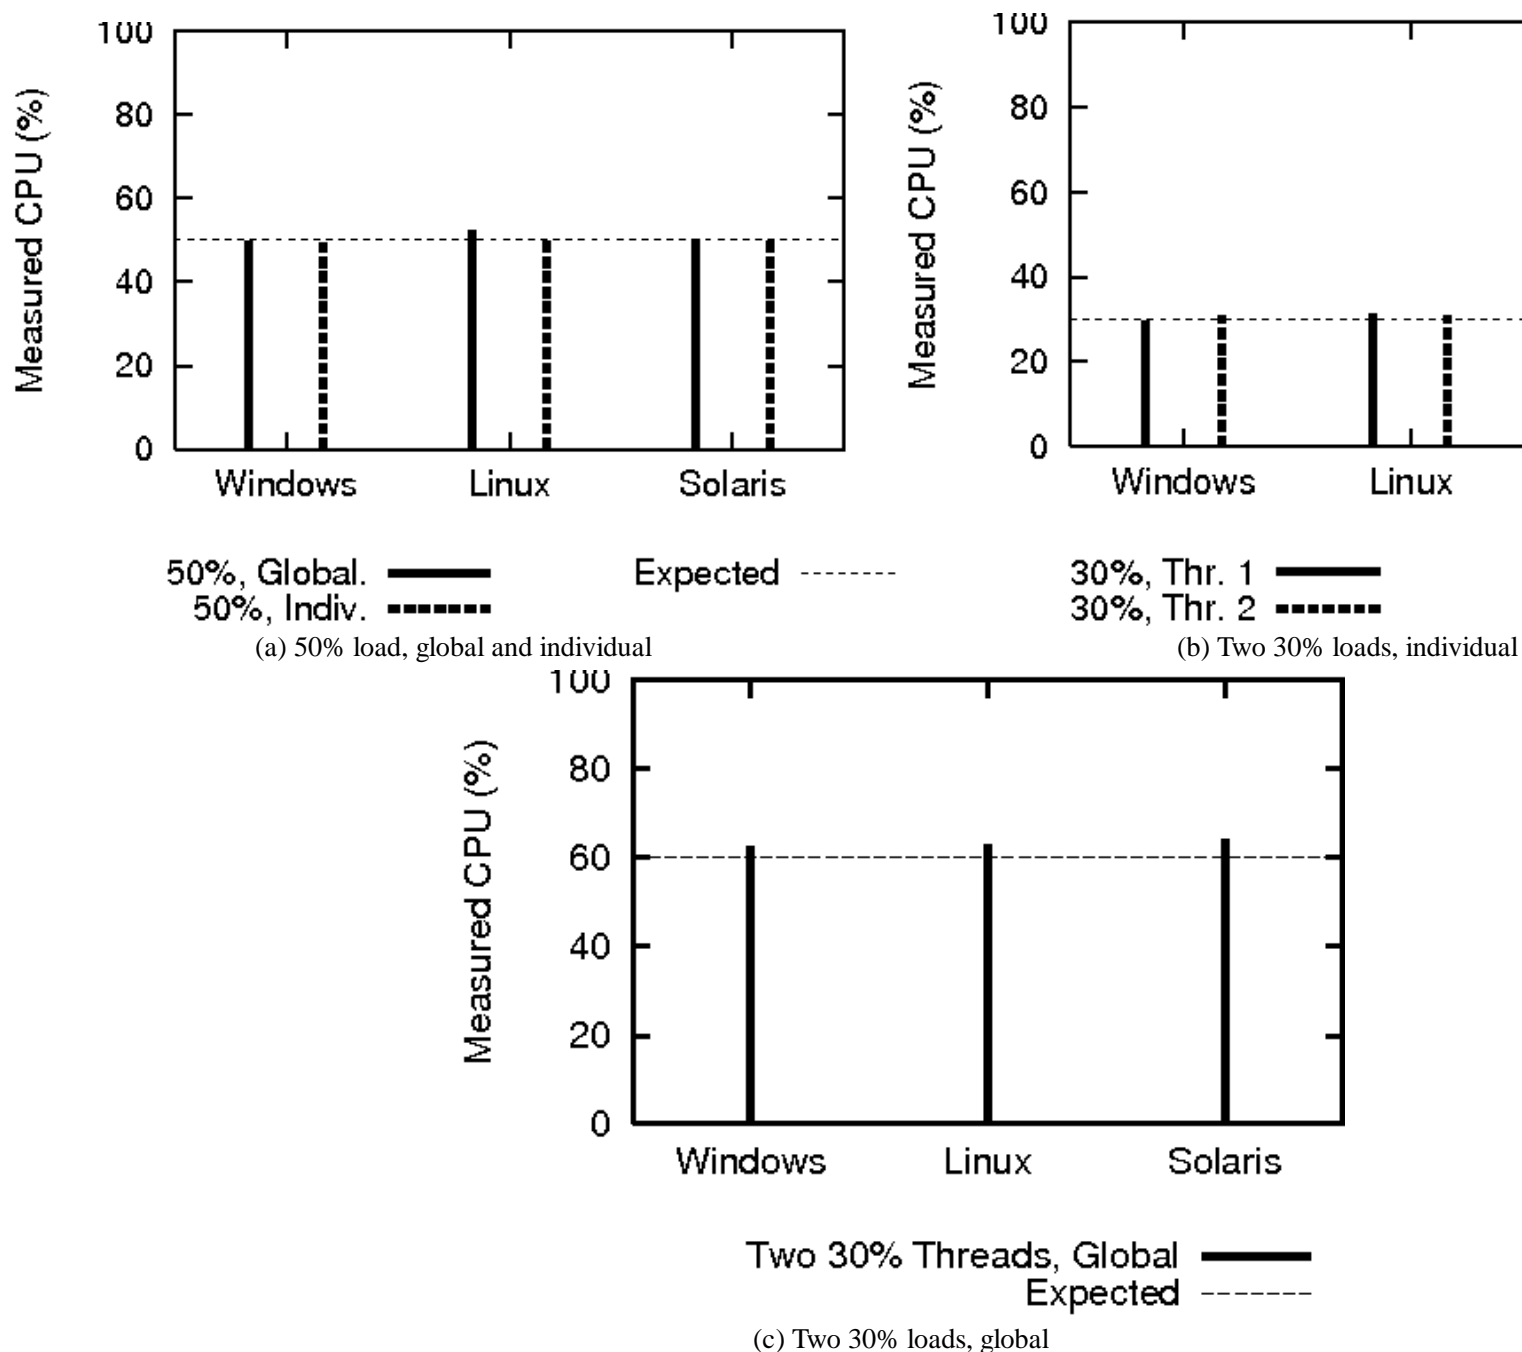 100
80
60
40
20
0
Measured CPU (%)
Windows Linux Solaris
50%, Global.
50%, Indiv.
Expected
(a) 50% load, global and individual
100
80
60
40
20
0
Measured CPU (%)
Windows Linux
30%, Thr. 1
30%, Thr. 2
(b) Two 30% loads, individual
100
80
60
40
20
0
Measured CPU (%)
Windows Linux Solaris
Two 30% Threads, Global
Expected
(c) Two 30% loads, global